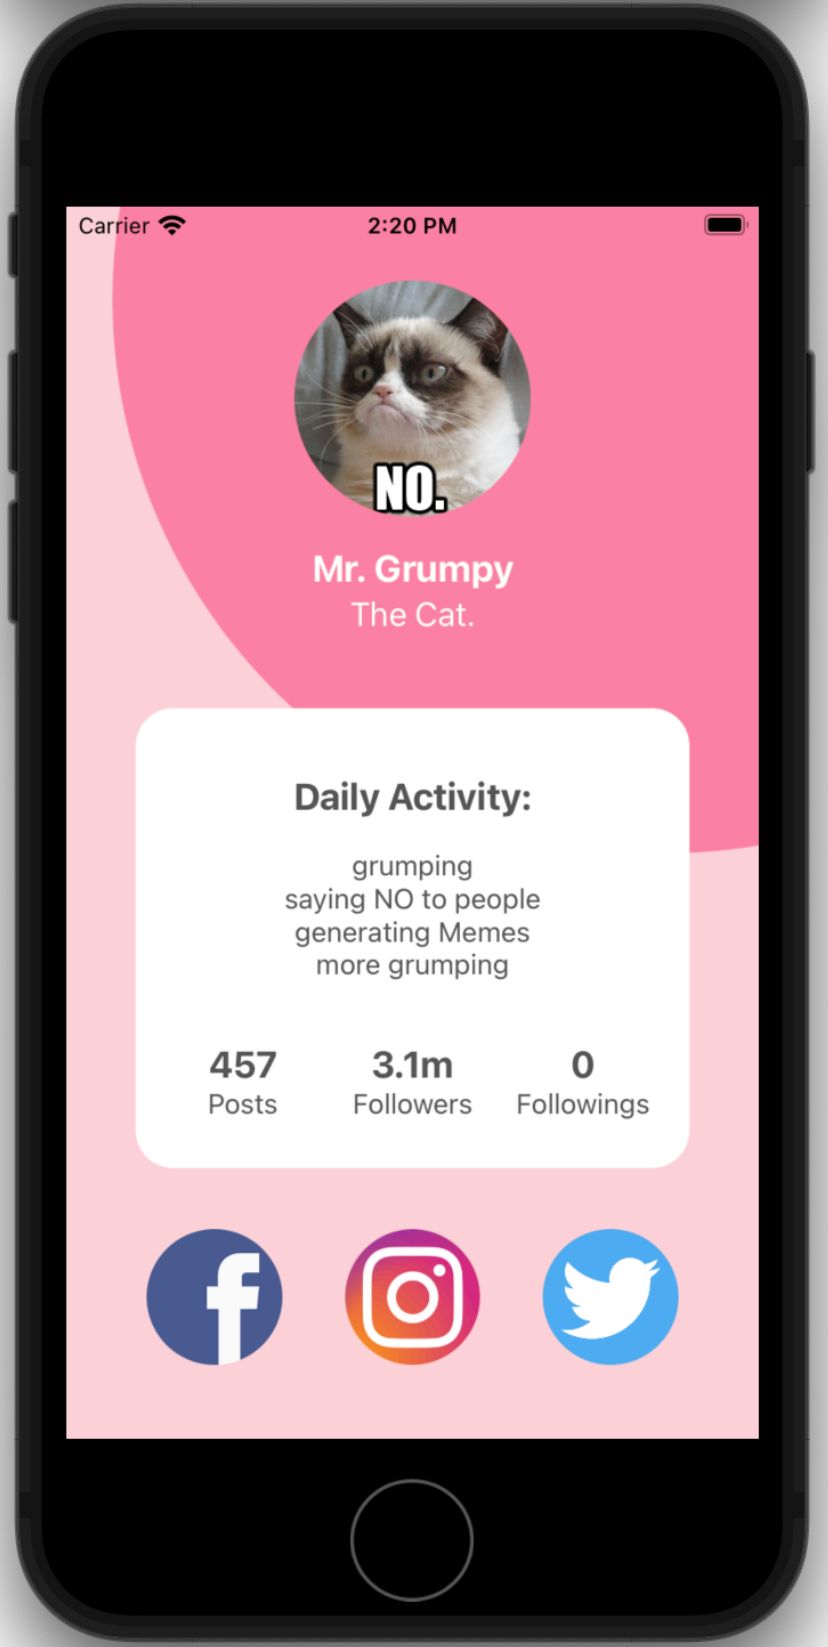 Carrier
2:20 PM
NO.
Mr. Grumpy
The Cat.
Daily Activity:
grumping
saying NO to people
generating Memes
more grumping
457 3.1m 0
Posts Followers Followings